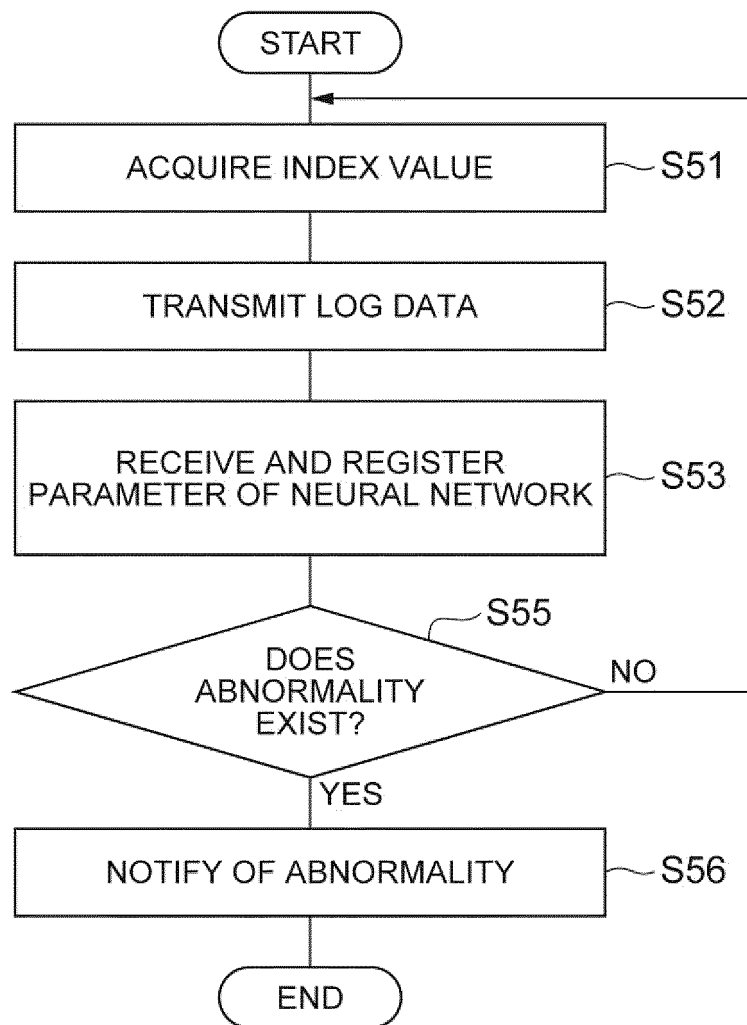 START
ACQUIRE INDEX VALUE
S51
TRANSMIT LOG DATA
S52
RECEIVE AND REGISTER
PARAMETER OF NEURAL NETWORK
S53
S55
DOES
ABNORMALITY
EXIST?
NO
YES
NOTIFY OF ABNORMALITY
S56
END